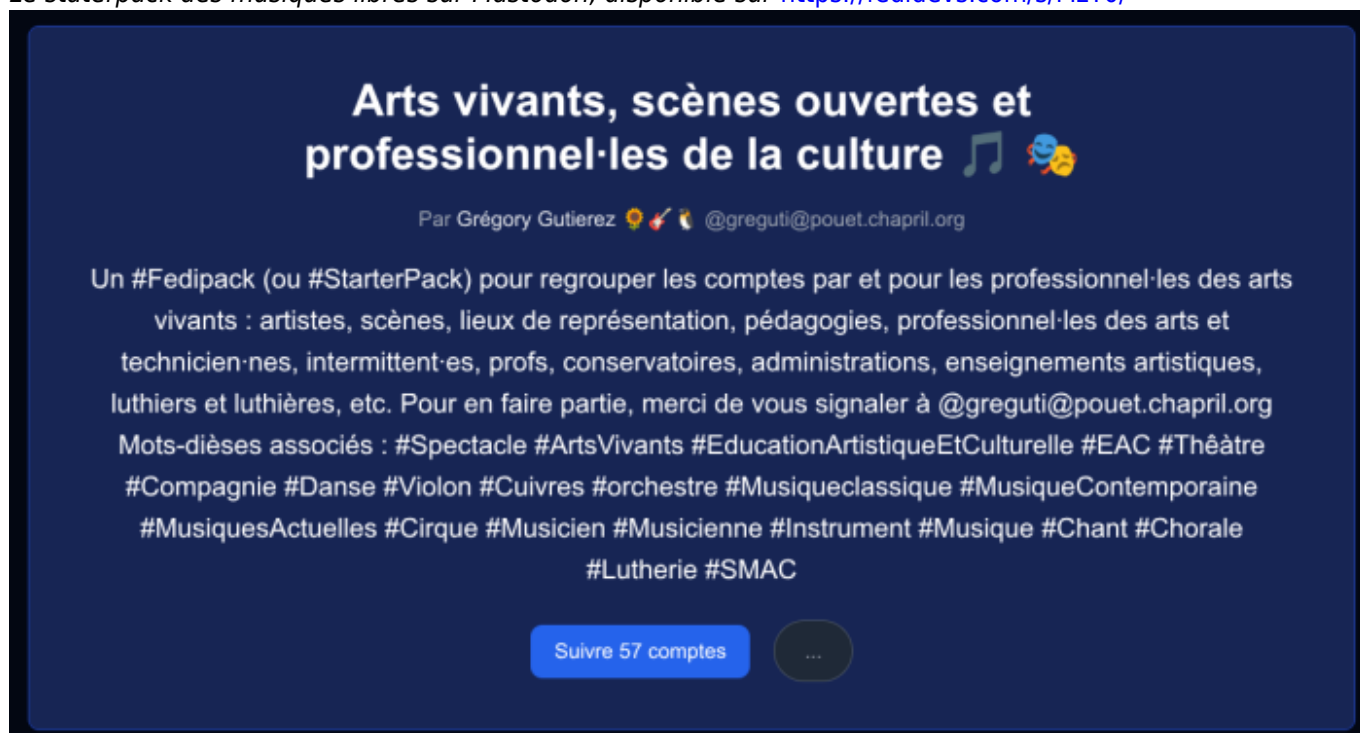 Arts vivants, scènes ouvertes et
professionnel·les de la culture 🎵 🎭
Par Grégory Gutierez 🌻🎸🐧 @greguti@pouet.chapril.org
Un #Fedipack (ou #StarterPack) pour regrouper les comptes par et pour les professionnel·les des arts
vivants : artistes, scènes, lieux de représentation, pédagogies, professionnel·les des arts et
technicien·nes, intermittent·es, profs, conservatoires, administrations, enseignements artistiques,
luthiers et luthières, etc. Pour en faire partie, merci de vous signaler à @greguti@pouet.chapril.org
Mots-dièses associés : #Spectacle #ArtsVivants #EducationArtistiqueEtCulturelle #EAC #Thêàtre
#Compagnie #Danse #Violon #Cuivres #orchestre #Musiqueclassique #MusiqueContemporaine
#MusiquesActuelles #Cirque #Musicien #Musicienne #Instrument #Musique #Chant #Chorale
#Lutherie #SMAC
Suivre 57 comptes ...